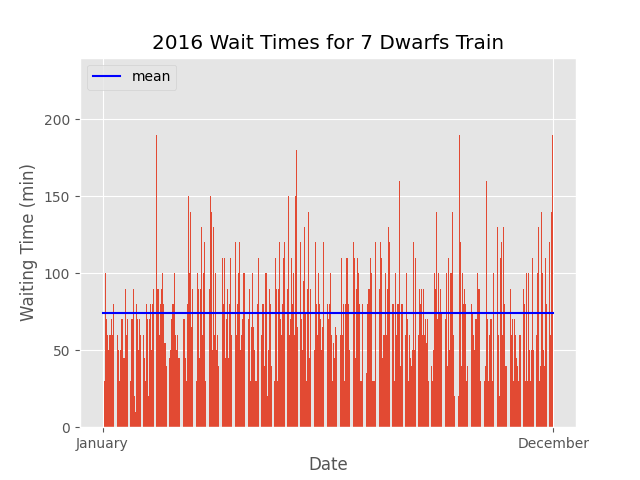 2016 Wait Times for 7 Dwarfs Train
mean
200
150
100
50
0
Waiting Time (min)
January
December
Date